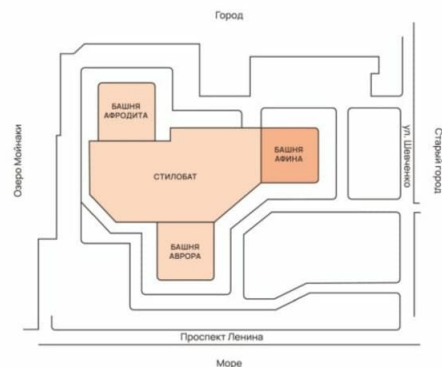 Город
БАШНЯ
АФРОДИТА
БАШНЯ
АФИНА
СТИЛОБАТ
БАШНЯ
АВРОРА
Озеро Мойнаки
ул. Шевченко
Старый город
Проспект Ленина
Море